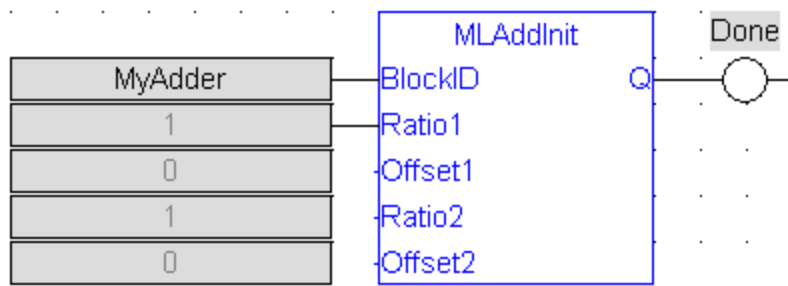 MLAddInit
Done
MyAdder
BlockID
Q
1
Ratio1
0
Offset1
1
Ratio2
0
Offset2